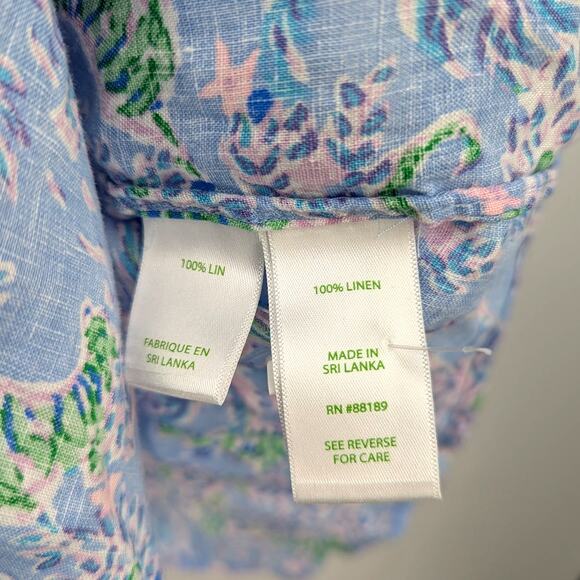 100% LIN
FABRIQUE EN
SRI LANKA
100% LINEN
MADE IN
SRI LANKA
RN #88189
SEE REVERSE
FOR CARE